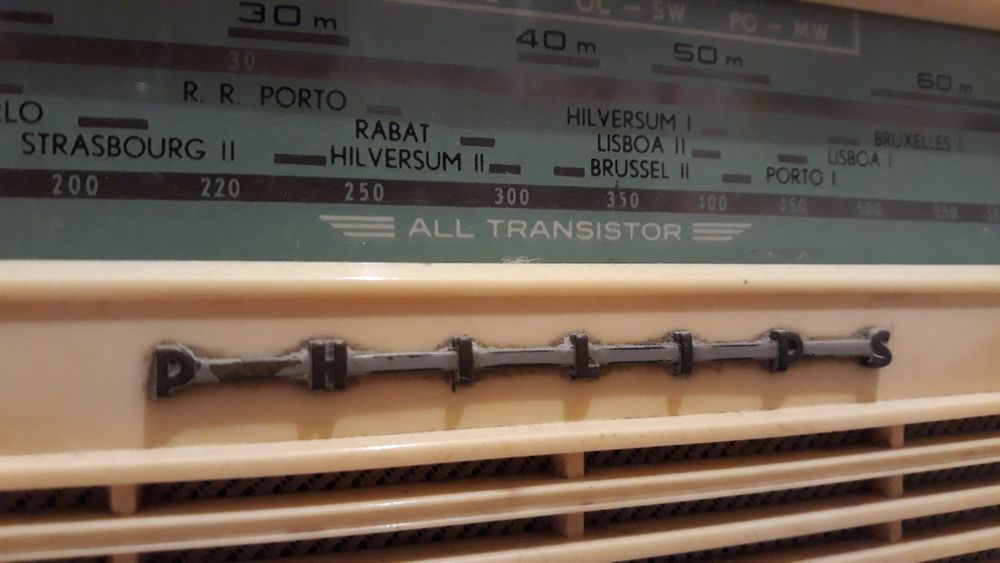 OC - SW PO - MW
30 m 40 m 50 m 60 m
30
R. R. PORTO HILVERSUM I
RABAT LISBOA II BRUXELLES I
STRASBOURG II HILVERSUM II BRUSSEL II LISBOA I
PORTO I
200 220 250 300 350 400 450 500 550
ALL TRANSISTOR
PHILIPS